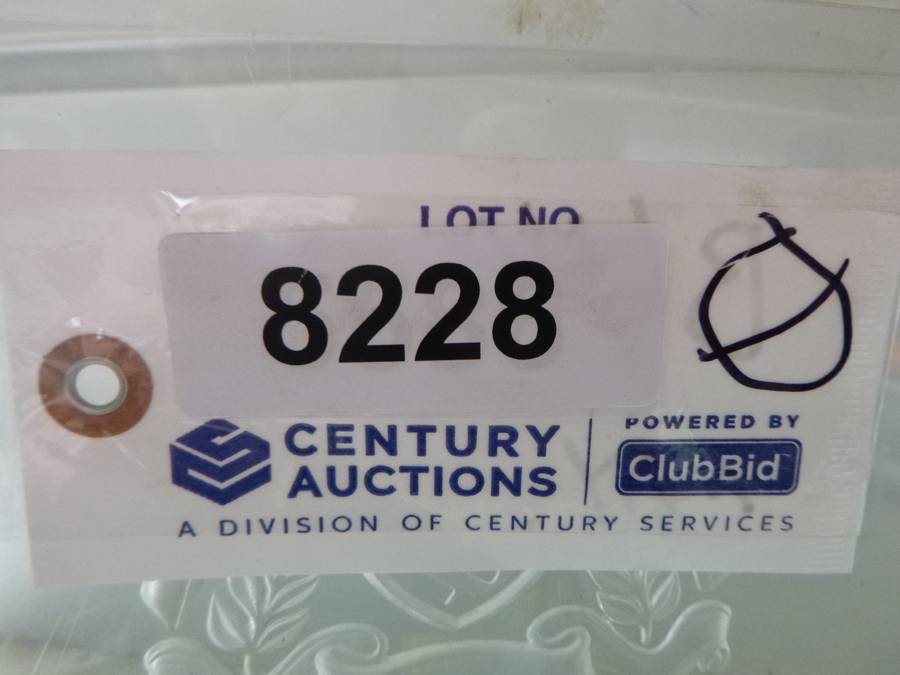 LOT NO
8228
CENTURY
AUCTIONS
POWERED BY
ClubBid
A DIVISION OF CENTURY SERVICES